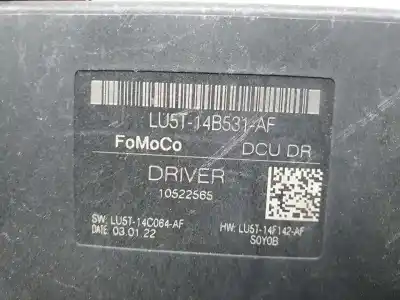 LU5T-14B531-AF
FoMoCo DCU DR
DRIVER
10522565
SW: LU5T-14C064-AF HW: LU5T-14F142-AF
DATE: 03.01.22 S0Y0B